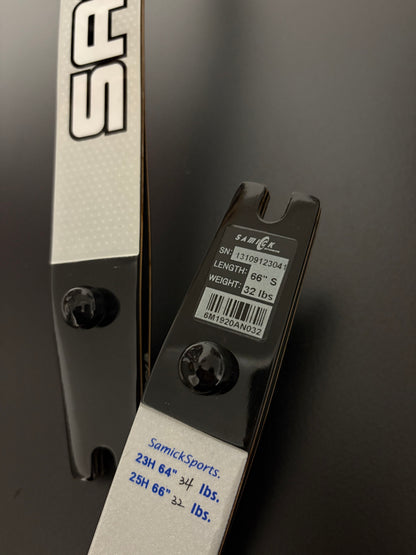 SA
SAMICK
SN: 13109123041
LENGTH: 66" S
WEIGHT: 32 lbs
6M1920AN032
SamickSports.
23H 64" 34 lbs.
25H 66" 32 lbs.